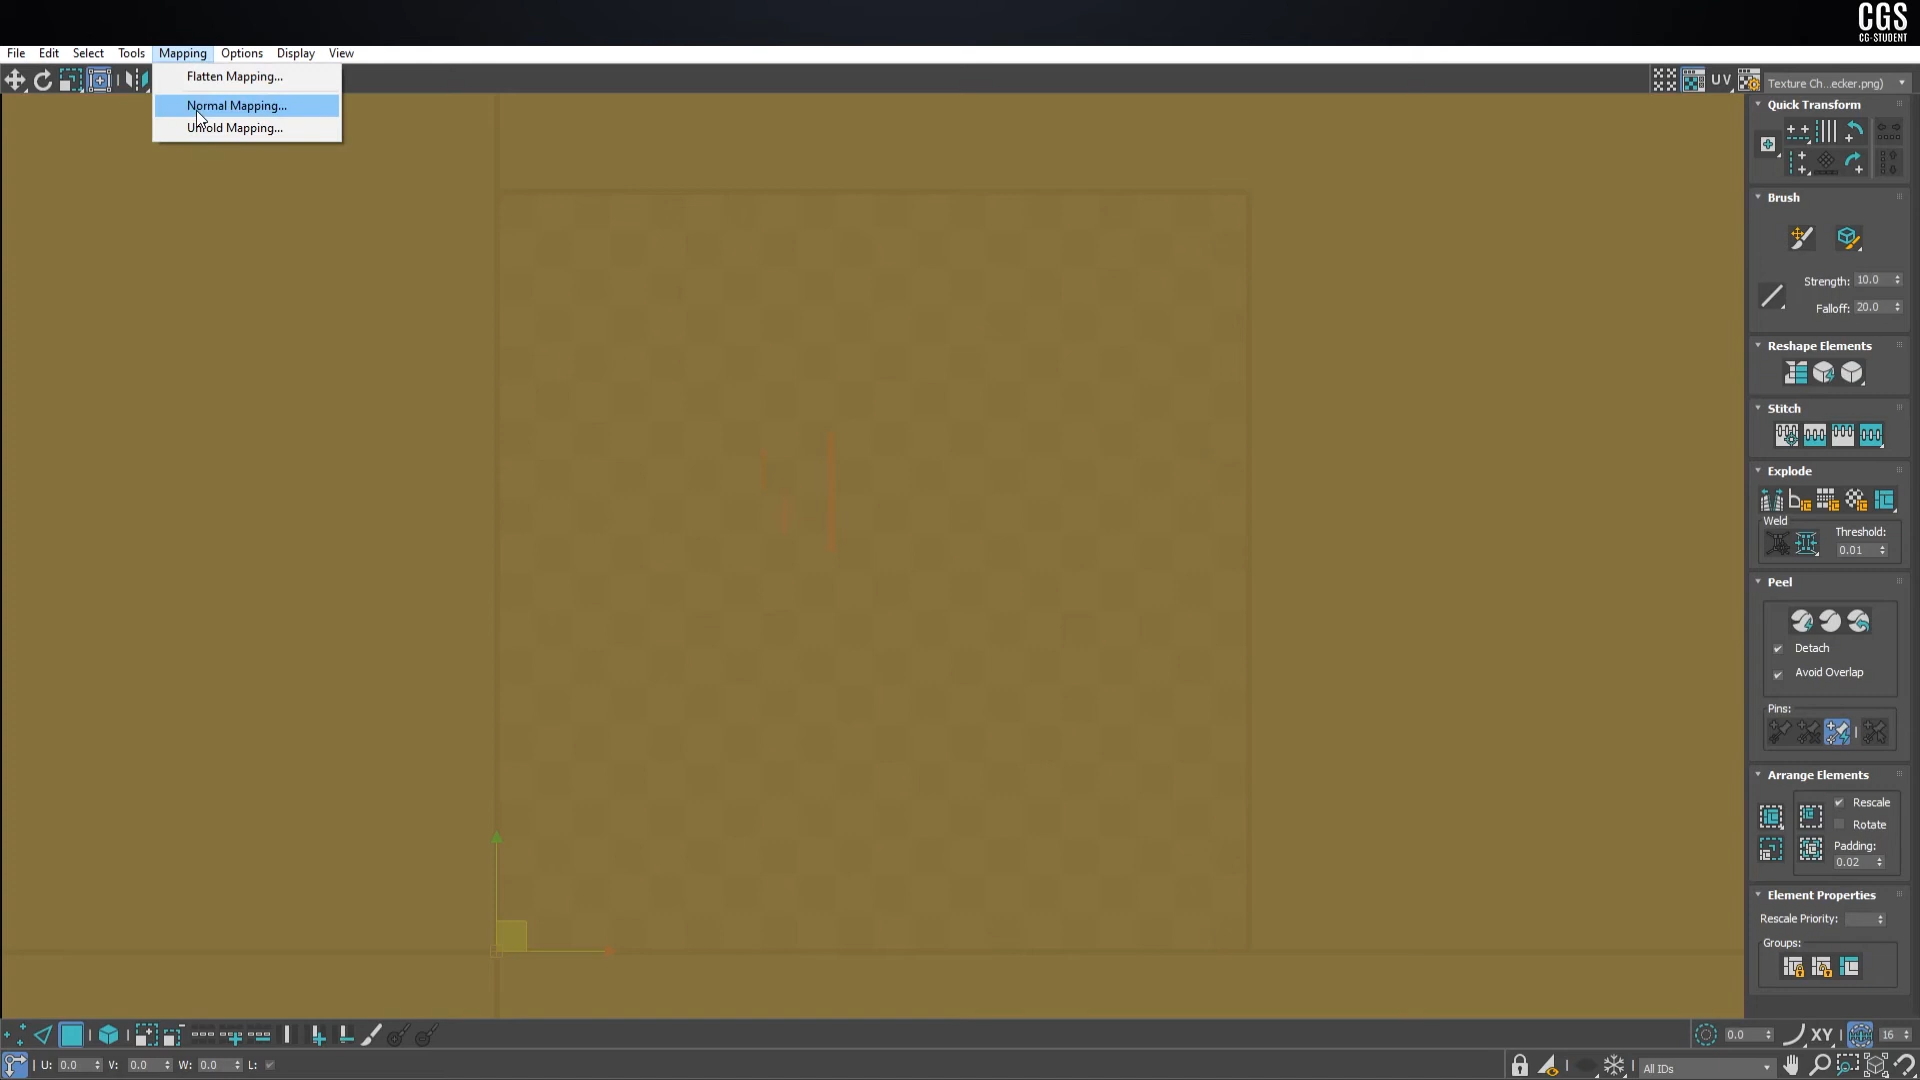 CGS
CG-STUDENT
File Edit Select Tools Mapping Options Display View
Flatten Mapping...
Normal Mapping...
Unfold Mapping...
UV
Texture Ch...ecker.png)
Quick Transform
Brush
Strength: 10.0
Falloff: 20.0
Reshape Elements
Stitch
Explode
Weld
Threshold:
0.01
Peel
Detach
Avoid Overlap
Pins:
Arrange Elements
Rescale
Rotate
Padding:
0.02
Element Properties
Rescale Priority:
Groups:
0.0 XY 16
U: 0.0 V: 0.0 W: 0.0 L:
All IDs